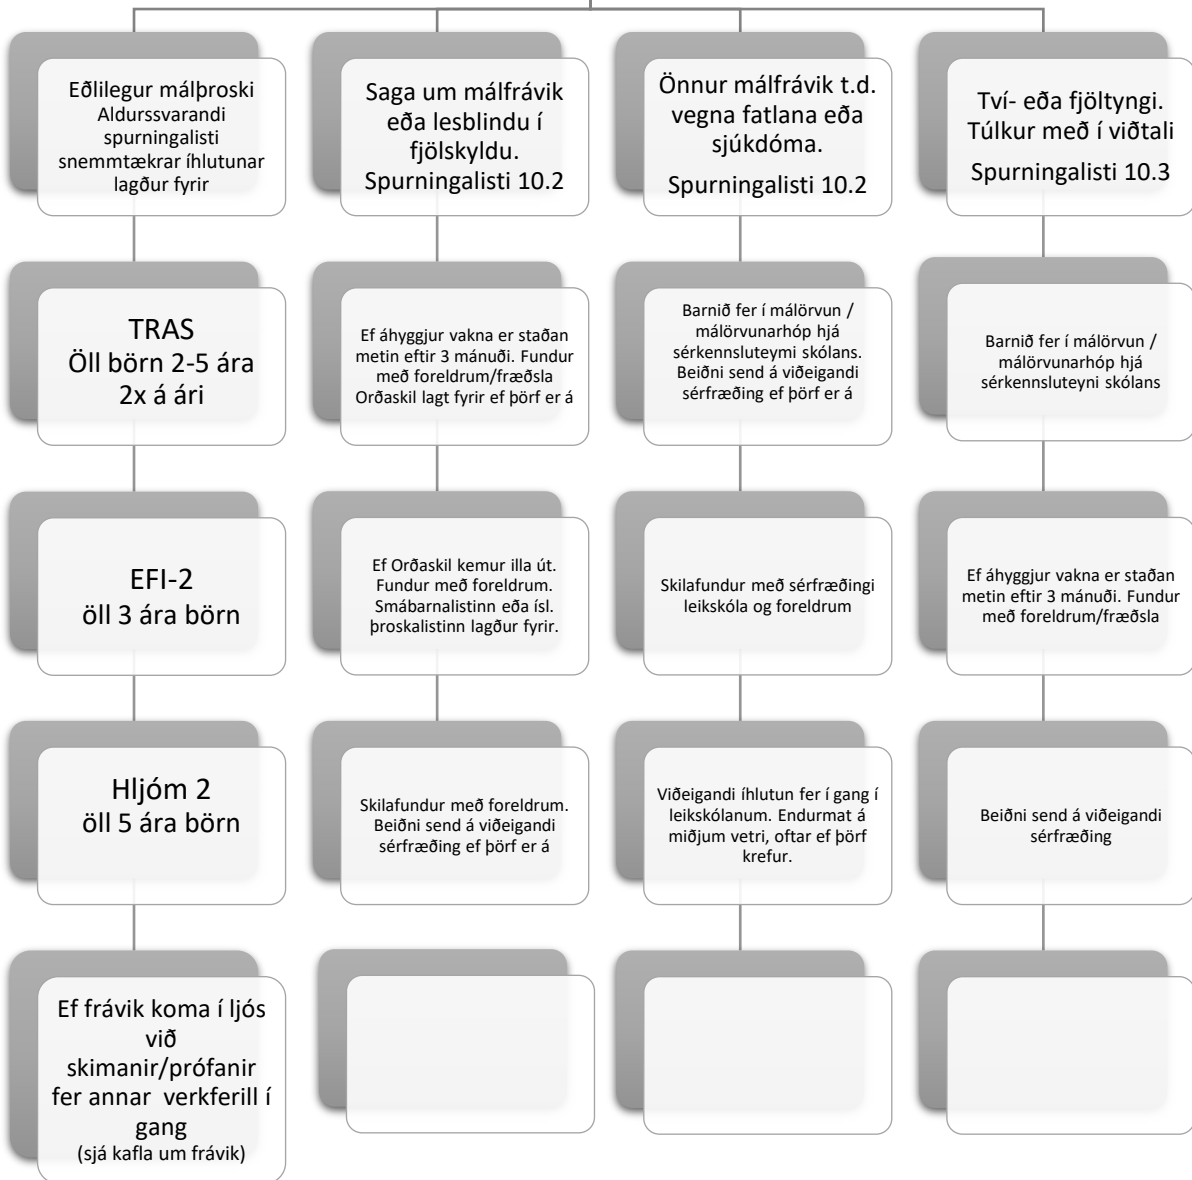 Eðlilegur málþroski
Aldurssvarandi
spurningalisti
snemmtækrar íhlutunar
lagður fyrir
Saga um málfrávik
eða lesblindu í
fjölskyldu.
Spurningalisti 10.2
Önnur málfrávik t.d.
vegna fatlana eða
sjúkdóma.
Spurningalisti 10.2
Tví- eða fjöltyngi.
Túlkur með í viðtali
Spurningalisti 10.3
TRAS
Öll börn 2-5 ára
2x á ári
Ef áhyggjur vakna er staðan
metin eftir 3 mánuði. Fundur
með foreldrum/fræðsla
Orðaskil lagt fyrir ef þörf er á
Barnið fer í málörvun /
málörvunarhóp hjá
sérkennsluteymi skólans.
Beiðni send á viðeigandi
sérfræðing ef þörf er á
Barnið fer í málörvun /
málörvunarhóp hjá
sérkennsluteyni skólans
EFI-2
öll 3 ára börn
Ef Orðaskil kemur illa út.
Fundur með foreldrum.
Smábarnalistinn eða ísl.
þroskalistinn lagður fyrir.
Skilafundur með sérfræðingi
leikskóla og foreldrum
Ef áhyggjur vakna er staðan
metin eftir 3 mánuði. Fundur
með foreldrum/fræðsla
Hljóm 2
öll 5 ára börn
Skilafundur með foreldrum.
Beiðni send á viðeigandi
sérfræðing ef þörf er á
Viðeigandi íhlutun fer í gang í
leikskólanum. Endurmat á
miðjum vetri, oftar ef þörf
krefur.
Beiðni send á viðeigandi
sérfræðing
Ef frávik koma í ljós
við
skimanir/prófanir
fer annar verkferill í
gang
(sjá kafla um frávik)